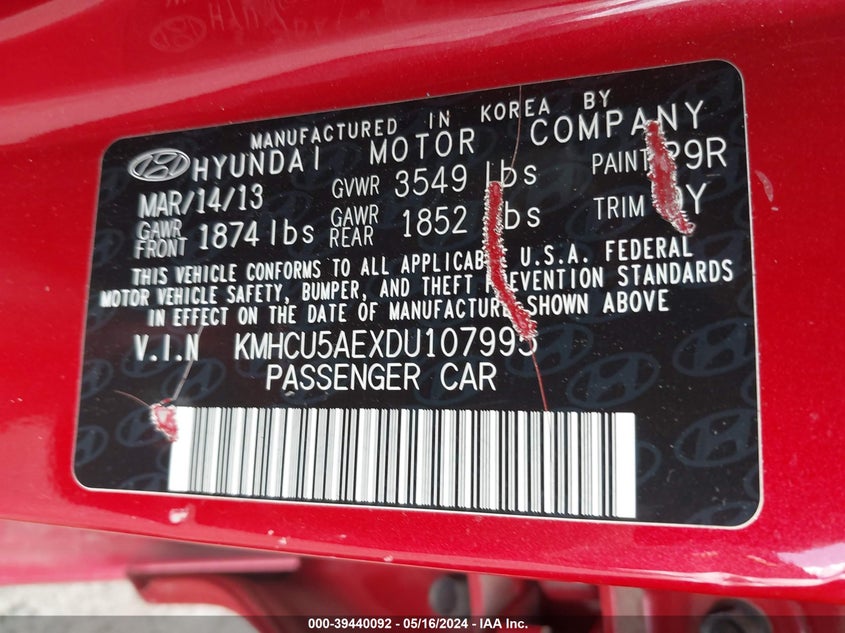 MANUFACTURED IN KOREA BY
HYUNDAI MOTOR COMPANY
MAR/14/13 GVWR 3549 lbs PAINT R9R
GAWR FRONT 1874 lbs GAWR REAR 1852 lbs TRIM
THIS VEHICLE CONFORMS TO ALL APPLICABLE U.S.A. FEDERAL
MOTOR VEHICLE SAFETY, BUMPER, AND THEFT PREVENTION STANDARDS
IN EFFECT ON THE DATE OF MANUFACTURE SHOWN ABOVE
V.I.N KMHCU5AEXDU107995
PASSENGER CAR
000-39440092 - 05/16/2024 - IAA Inc.